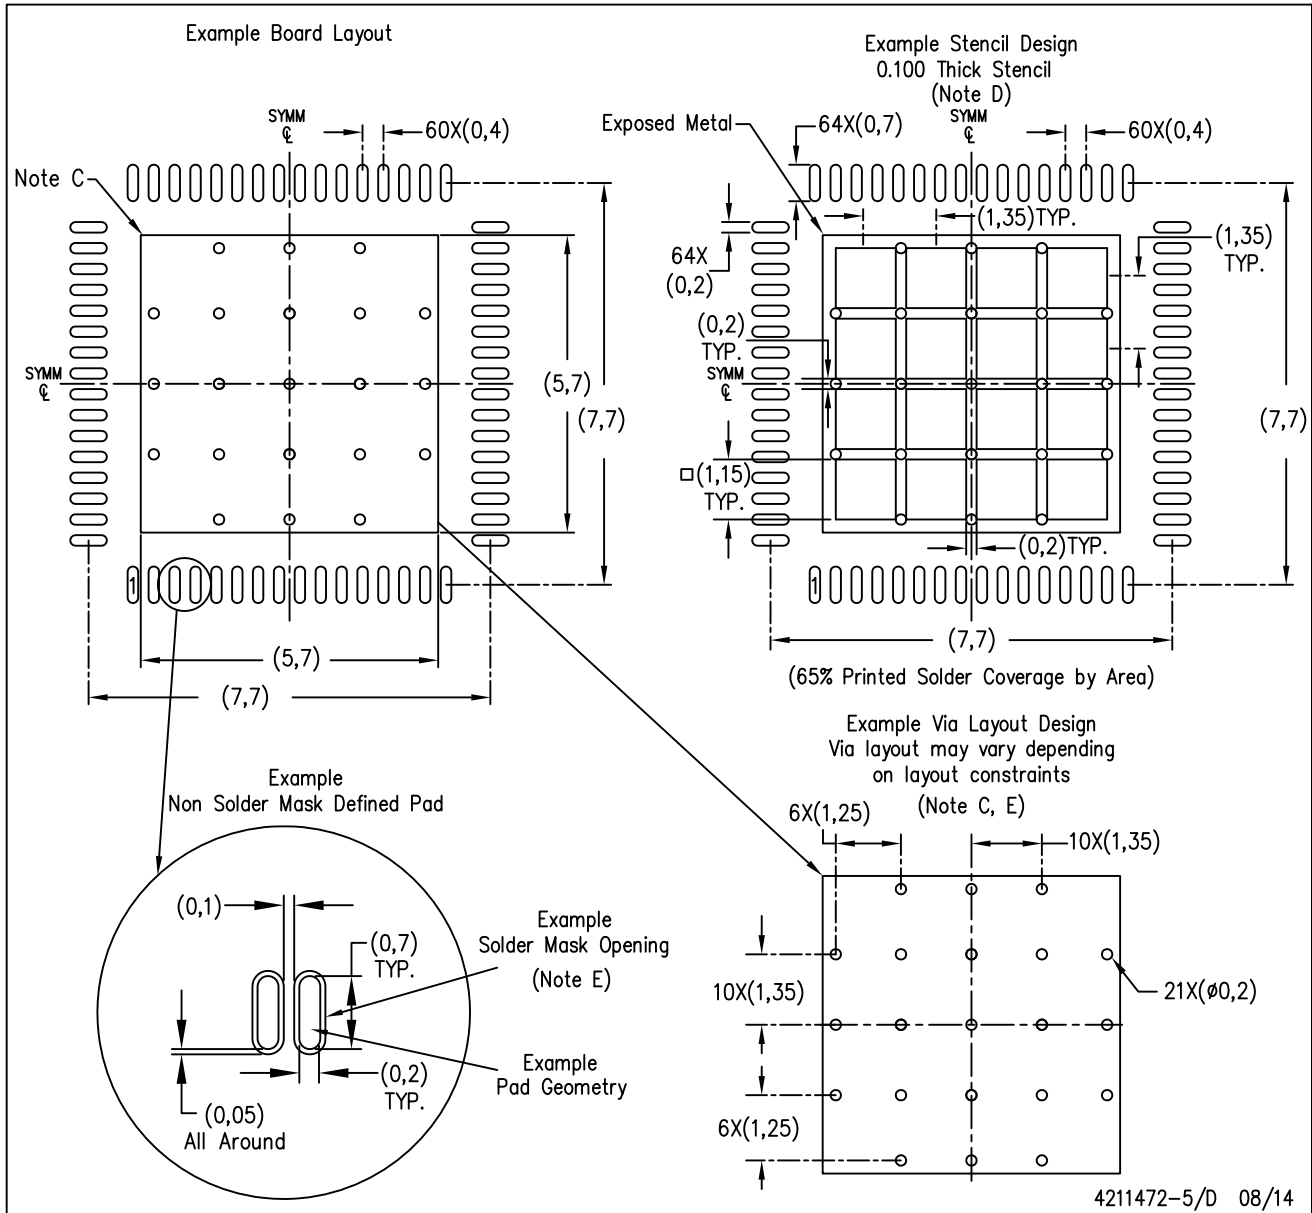 Example Board Layout
SYMM
℄
60X(0,4)
Note C
SYMM
℄
(5,7)
(7,7)
1
(5,7)
(7,7)
Example Stencil Design
0.100 Thick Stencil
(Note D)
SYMM
℄
Exposed Metal
64X(0,7)
60X(0,4)
(1,35)TYP.
(1,35)
TYP.
64X
(0,2)
(0,2)
TYP.
SYMM
℄
(7,7)
□(1,15)
TYP.
(0,2)TYP.
1
(7,7)
(65% Printed Solder Coverage by Area)
Example
Non Solder Mask Defined Pad
(0,1)
(0,7)
TYP.
Example
Solder Mask Opening
(Note E)
Example
Pad Geometry
(0,2)
TYP.
(0,05)
All Around
Example Via Layout Design
Via layout may vary depending
on layout constraints
(Note C, E)
6X(1,25)
10X(1,35)
10X(1,35)
21X(ø0,2)
6X(1,25)
4211472-5/D 08/14